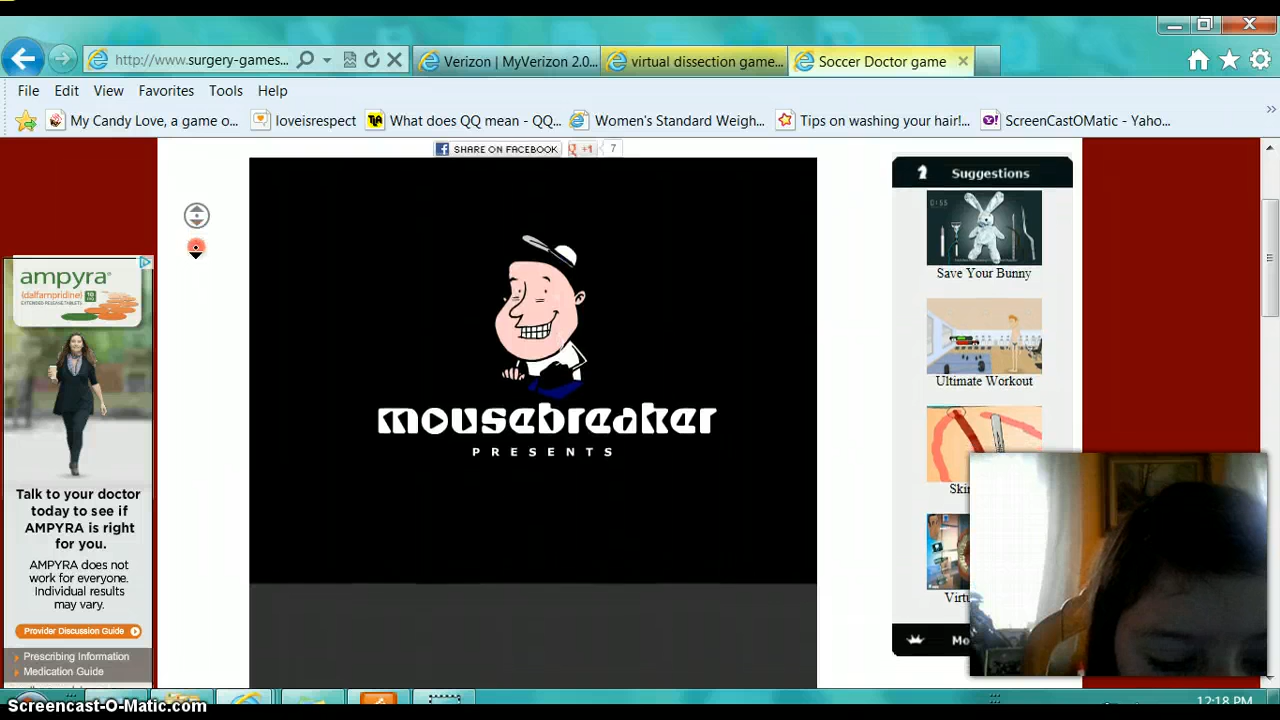 http://www.surgery-games...
Verizon | MyVerizon 2.0...
virtual dissection game...
Soccer Doctor game
File Edit View Favorites Tools Help
My Candy Love, a game o...
Ivorisrespect
What does QQ mean - QQ...
Women's Standard Weigh...
Tips on washing your hair!...
ScreenCastOMatic - Yaho...
SHARE ON FACEBOOK
+1
7
ampyra
(dalfampridine)
Talk to your doctor
today to see if
AMPYRA is right
for you.
AMPYRA does not
work for everyone.
Individual results
may vary.
Provider Discussion Guide
Prescribing Information
Medication Guide
mousebreaker
PRESENTS
Suggestions
Save Your Bunny
Ultimate Workout
12:18 PM
Screencast-O-Matic.com